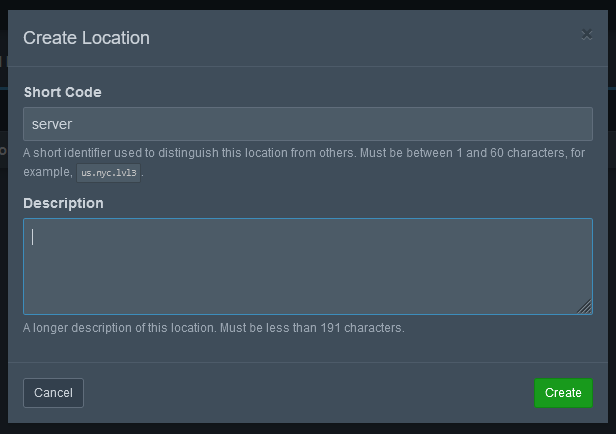 Create Location
×
Short Code
server
A short identifier used to distinguish this location from others. Must be between 1 and 60 characters, for
example, us.nyc.lvl3.
Description
A longer description of this location. Must be less than 191 characters.
Cancel
Create